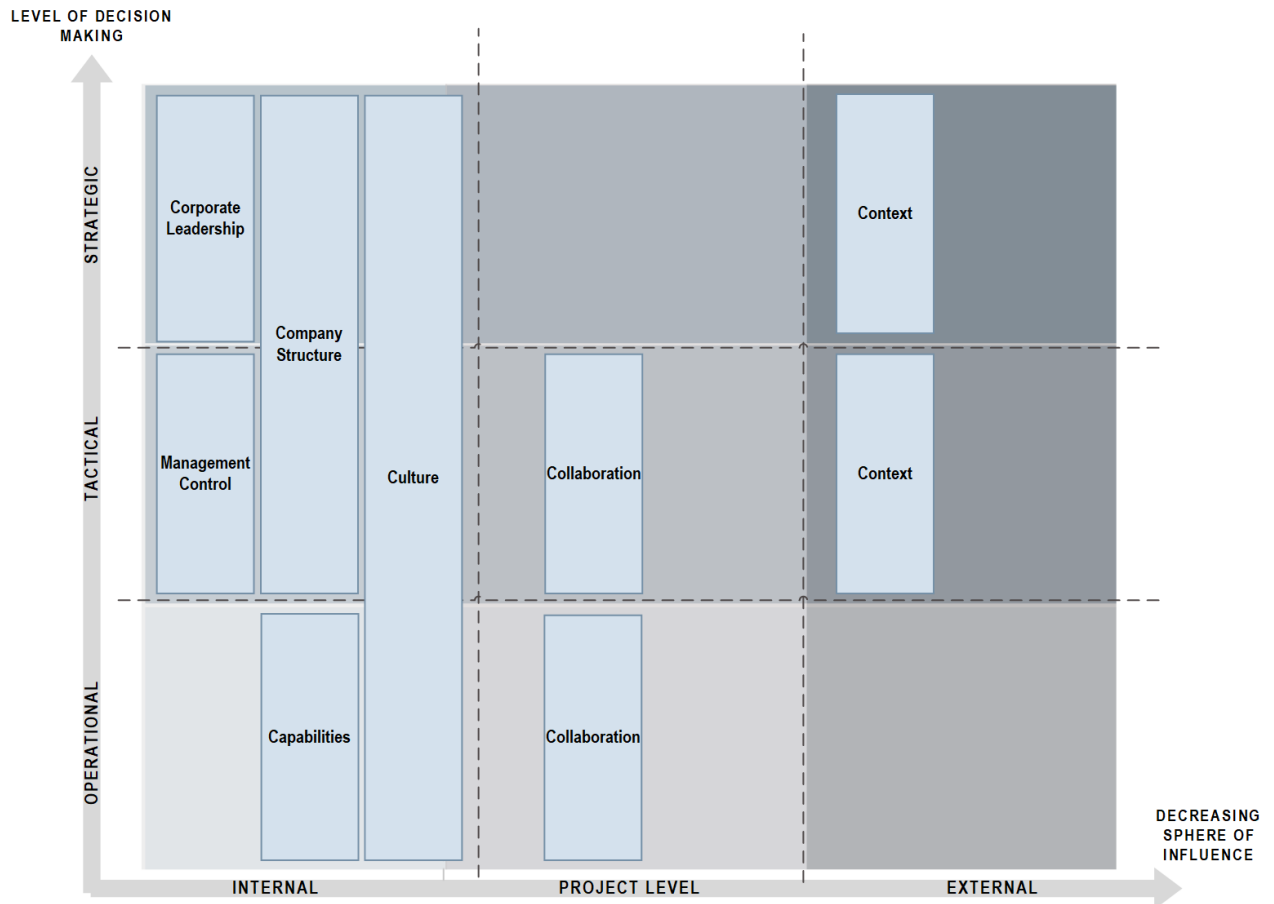 LEVEL OF DECISION
MAKING
STRATEGIC
TACTICAL
OPERATIONAL
Corporate
Leadership
Company
Structure
Context
Management
Control
Culture
Collaboration
Context
Capabilities
Collaboration
DECREASING
SPHERE OF
INFLUENCE
INTERNAL
PROJECT LEVEL
EXTERNAL